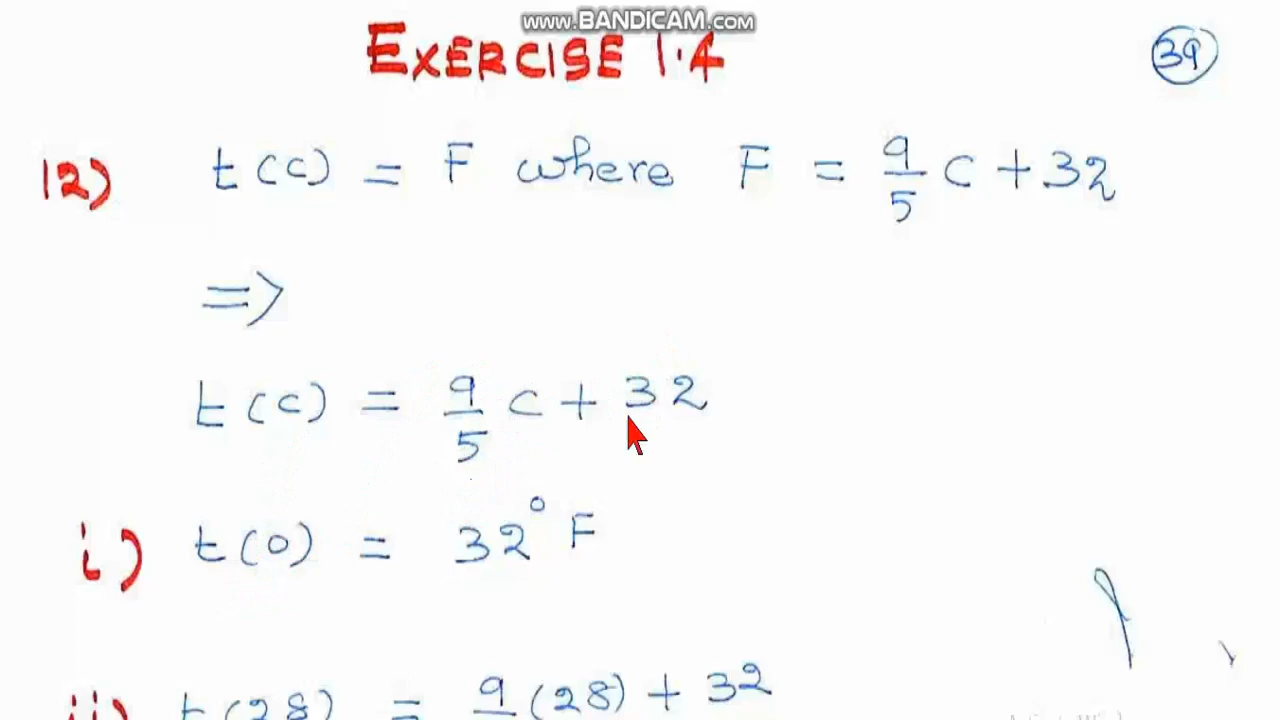 www.BANDICAM.com
EXERCISE 1.4
39
12) t(C) = F where F = 9/5 C + 32
=>
t(C) = 9/5 C + 32
i) t(0) = 32° F
ii) t(28) = 9 (28) + 32